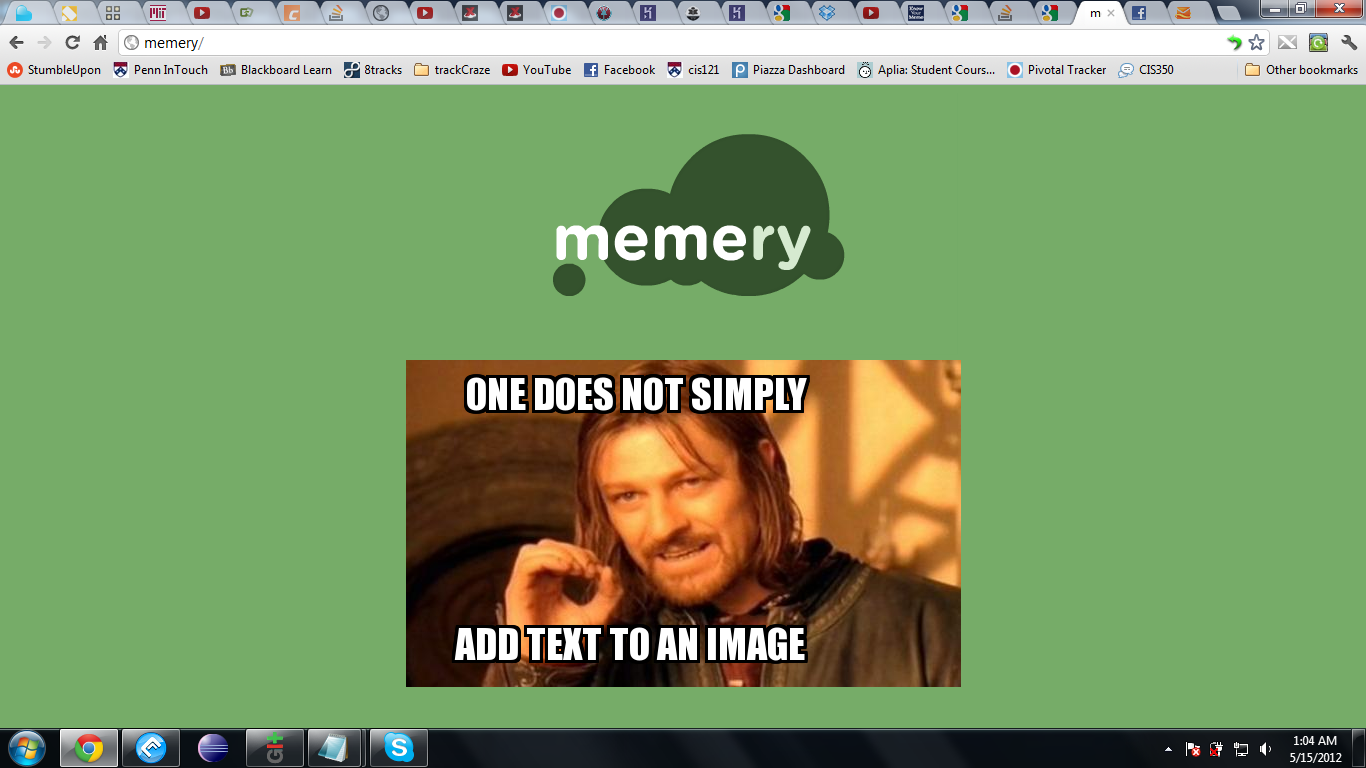 m
memery/
StumbleUpon
Penn InTouch
Blackboard Learn
8tracks
trackCraze
YouTube
Facebook
cis121
Piazza Dashboard
Aplia: Student Cours...
Pivotal Tracker
CIS350
Other bookmarks
memery
ONE DOES NOT SIMPLY
ADD TEXT TO AN IMAGE
Git
1:04 AM
5/15/2012